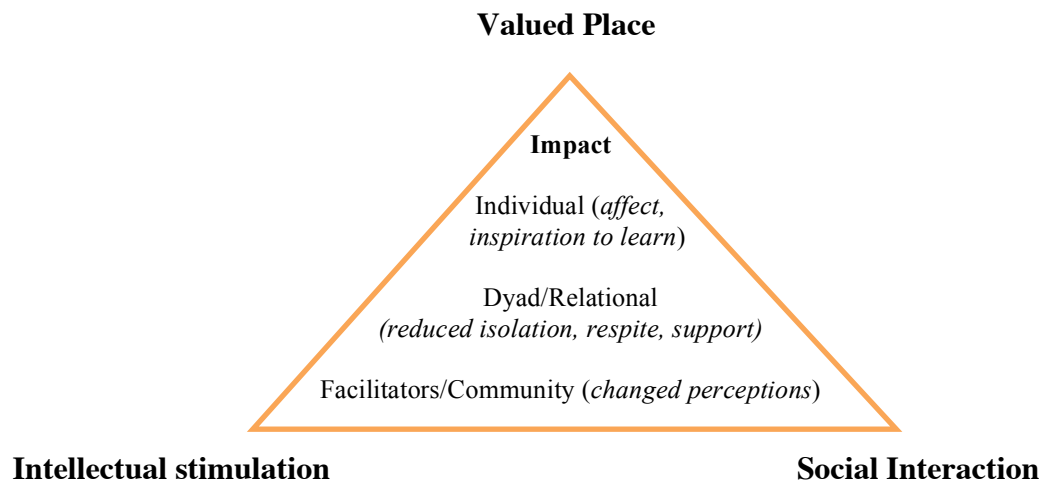 Valued Place
Impact
Individual (affect,
inspiration to learn)
Dyad/Relational
(reduced isolation, respite, support)
Facilitators/Community (changed perceptions)
Intellectual stimulation
Social Interaction